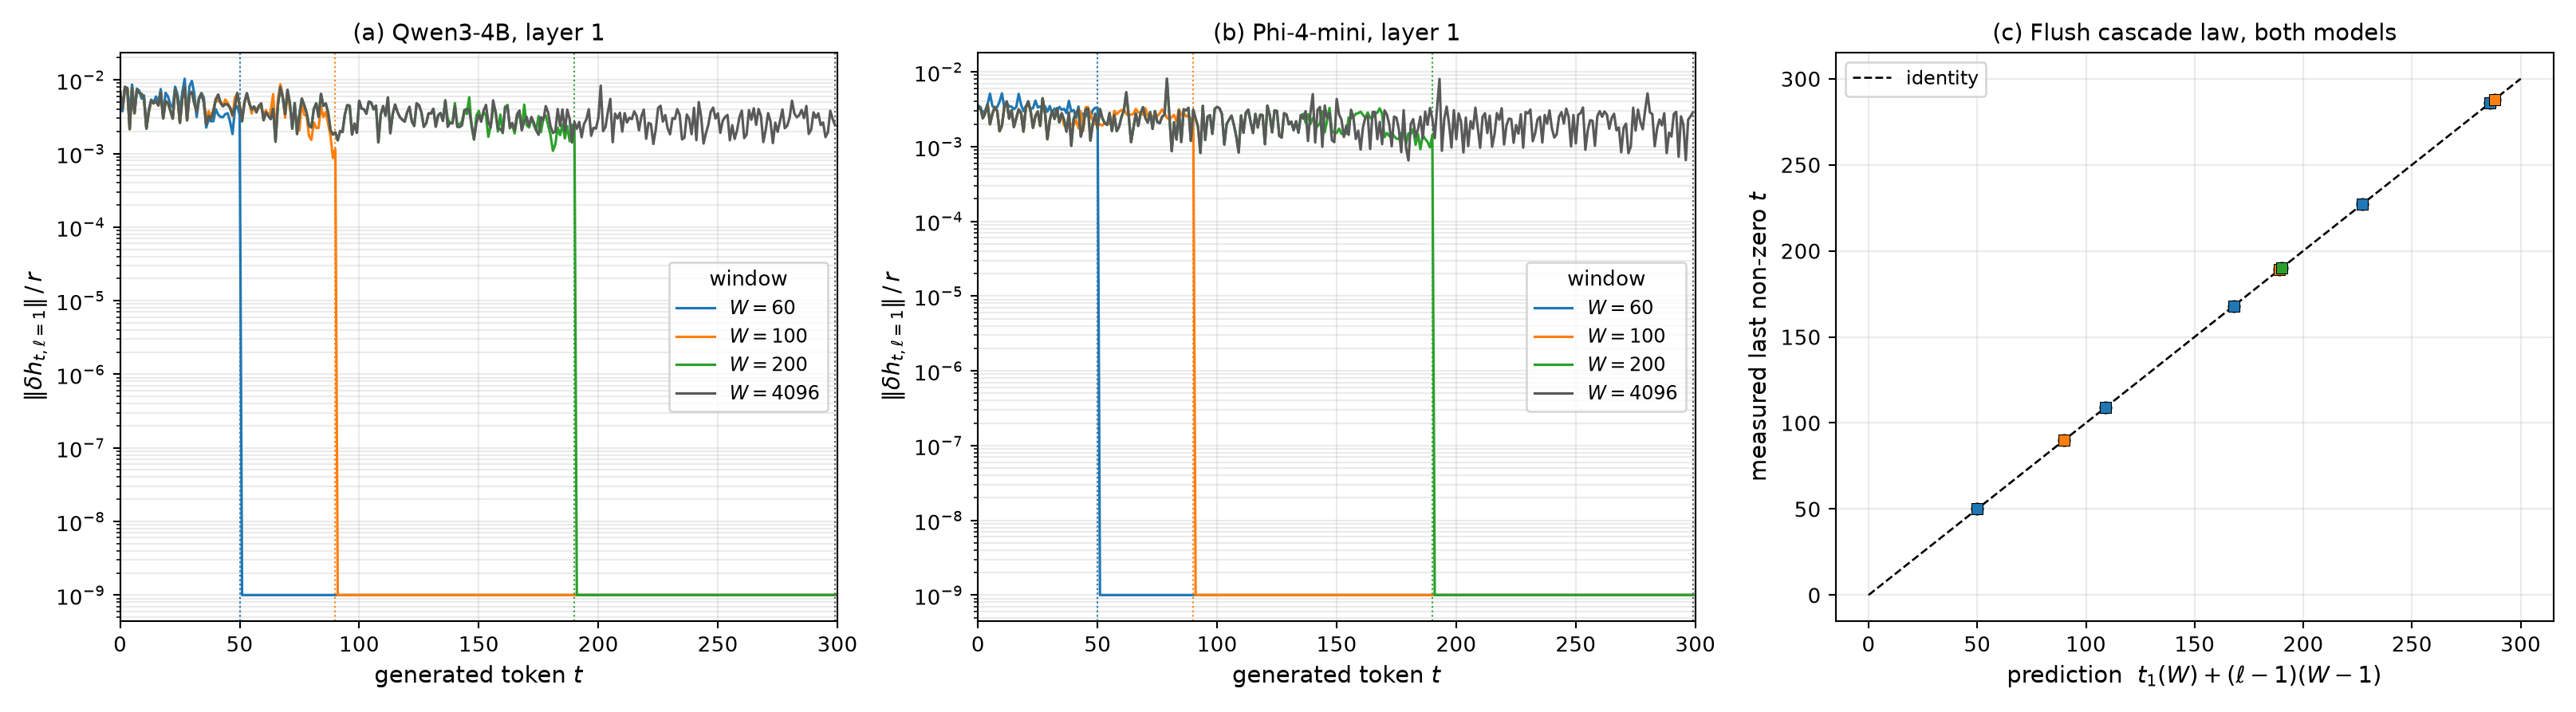 (a) Qwen3-4B, layer 1
‖δh_{t,ℓ=1}‖ / r
10⁻²
10⁻³
10⁻⁴
10⁻⁵
10⁻⁶
10⁻⁷
10⁻⁸
10⁻⁹
window
W = 60
W = 100
W = 200
W = 4096
0 50 100 150 200 250 300
generated token t
(b) Phi-4-mini, layer 1
‖δh_{t,ℓ=1}‖ / r
10⁻²
10⁻³
10⁻⁴
10⁻⁵
10⁻⁶
10⁻⁷
10⁻⁸
10⁻⁹
window
W = 60
W = 100
W = 200
W = 4096
0 50 100 150 200 250 300
generated token t
(c) Flush cascade law, both models
measured last non-zero t
300
250
200
150
100
50
0
identity
0 50 100 150 200 250 300
prediction t₁(W) + (ℓ − 1)(W − 1)